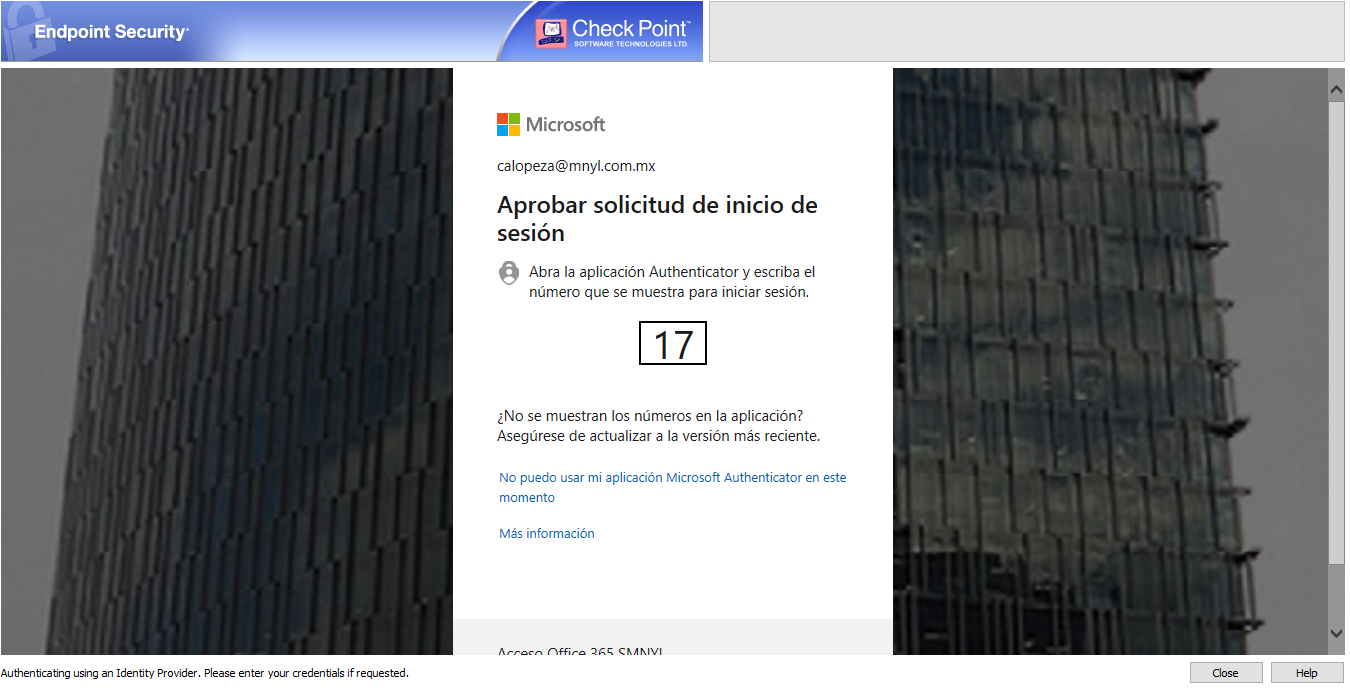 Endpoint Security
Check Point™
SOFTWARE TECHNOLOGIES LTD.
Microsoft
calopeza@mnyl.com.mx
Aprobar solicitud de inicio de
sesión
Abra la aplicación Authenticator y escriba el
número que se muestra para iniciar sesión.
17
¿No se muestran los números en la aplicación?
Asegúrese de actualizar a la versión más reciente.
No puedo usar mi aplicación Microsoft Authenticator en este
momento
Más información
Acceso Office 365 SMNYL
Authenticating using an Identity Provider. Please enter your credentials if requested.
Close
Help